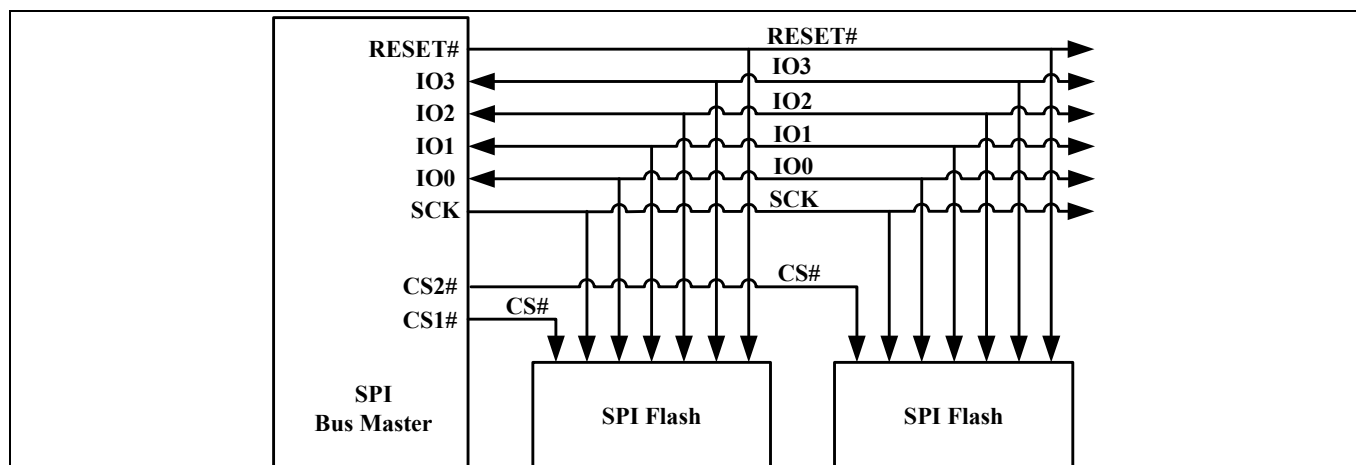 RESET# RESET#
IO3 IO3
IO2 IO2
IO1 IO1
IO0 IO0
SCK SCK
CS2# CS#
CS1# CS#
SPI
Bus Master
SPI Flash
SPI Flash